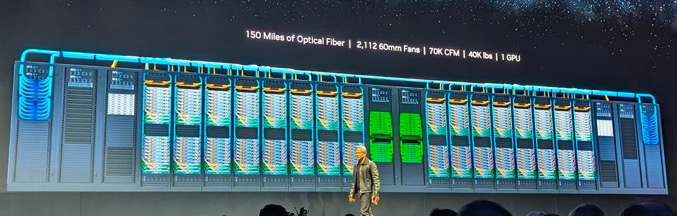 150 Miles of Optical Fiber | 2,112 60mm Fans | 70K CFM | 40K lbs | 1 GPU